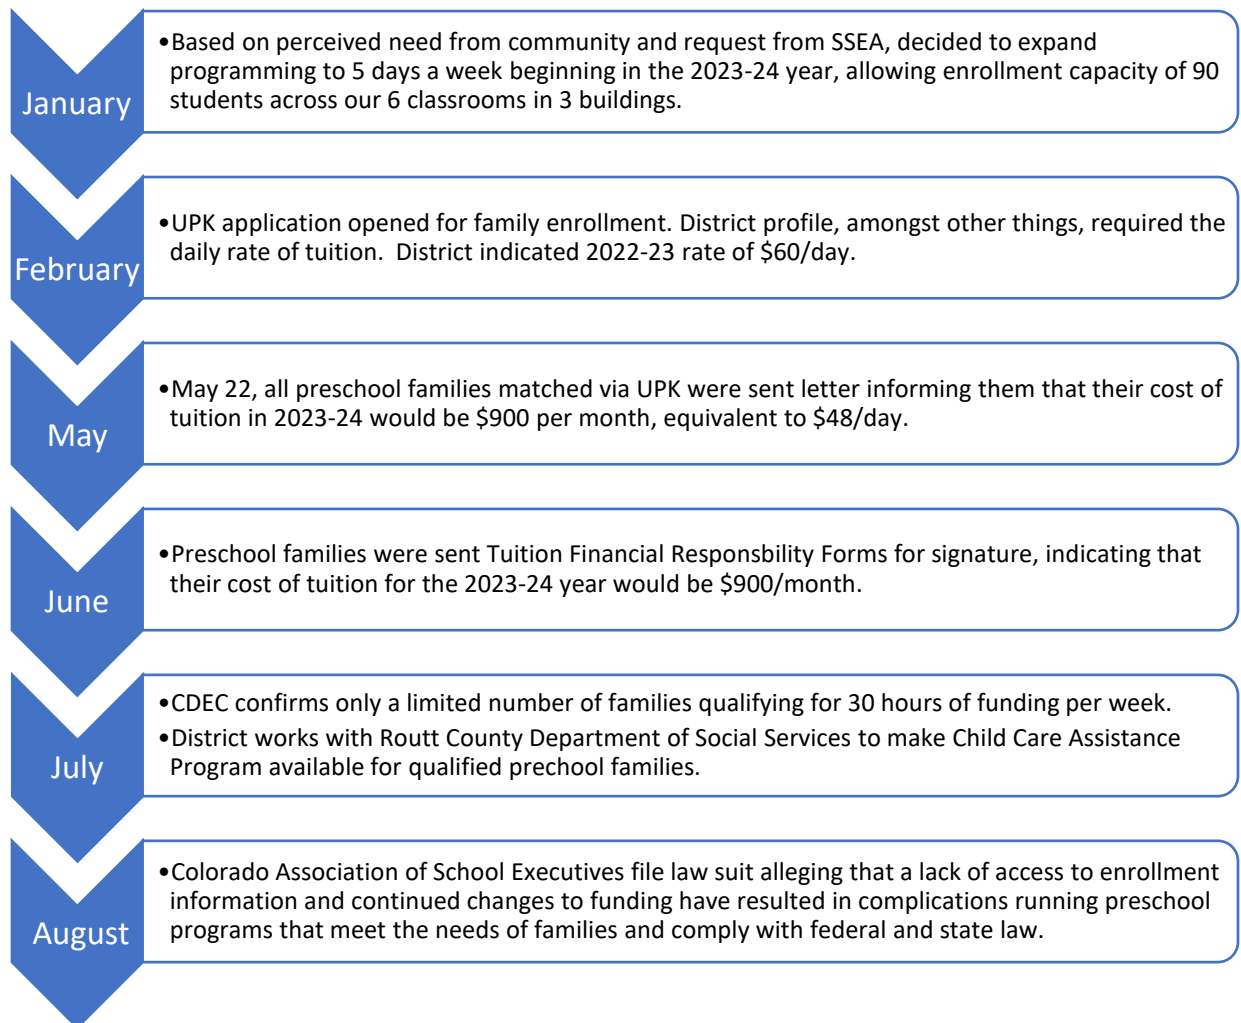 January
•Based on perceived need from community and request from SSEA, decided to expand
programming to 5 days a week beginning in the 2023-24 year, allowing enrollment capacity of 90
students across our 6 classrooms in 3 buildings.
February
•UPK application opened for family enrollment. District profile, amongst other things, required the
daily rate of tuition.  District indicated 2022-23 rate of $60/day.
May
•May 22, all preschool families matched via UPK were sent letter informing them that their cost of
tuition in 2023-24 would be $900 per month, equivalent to $48/day.
June
•Preschool families were sent Tuition Financial Responsbility Forms for signature, indicating that
their cost of tuition for the 2023-24 year would be $900/month.
July
•CDEC confirms only a limited number of families qualifying for 30 hours of funding per week.
•District works with Routt County Department of Social Services to make Child Care Assistance
Program available for qualified prechool families.
August
•Colorado Association of School Executives file law suit alleging that a lack of access to enrollment
information and continued changes to funding have resulted in complications running preschool
programs that meet the needs of families and comply with federal and state law.